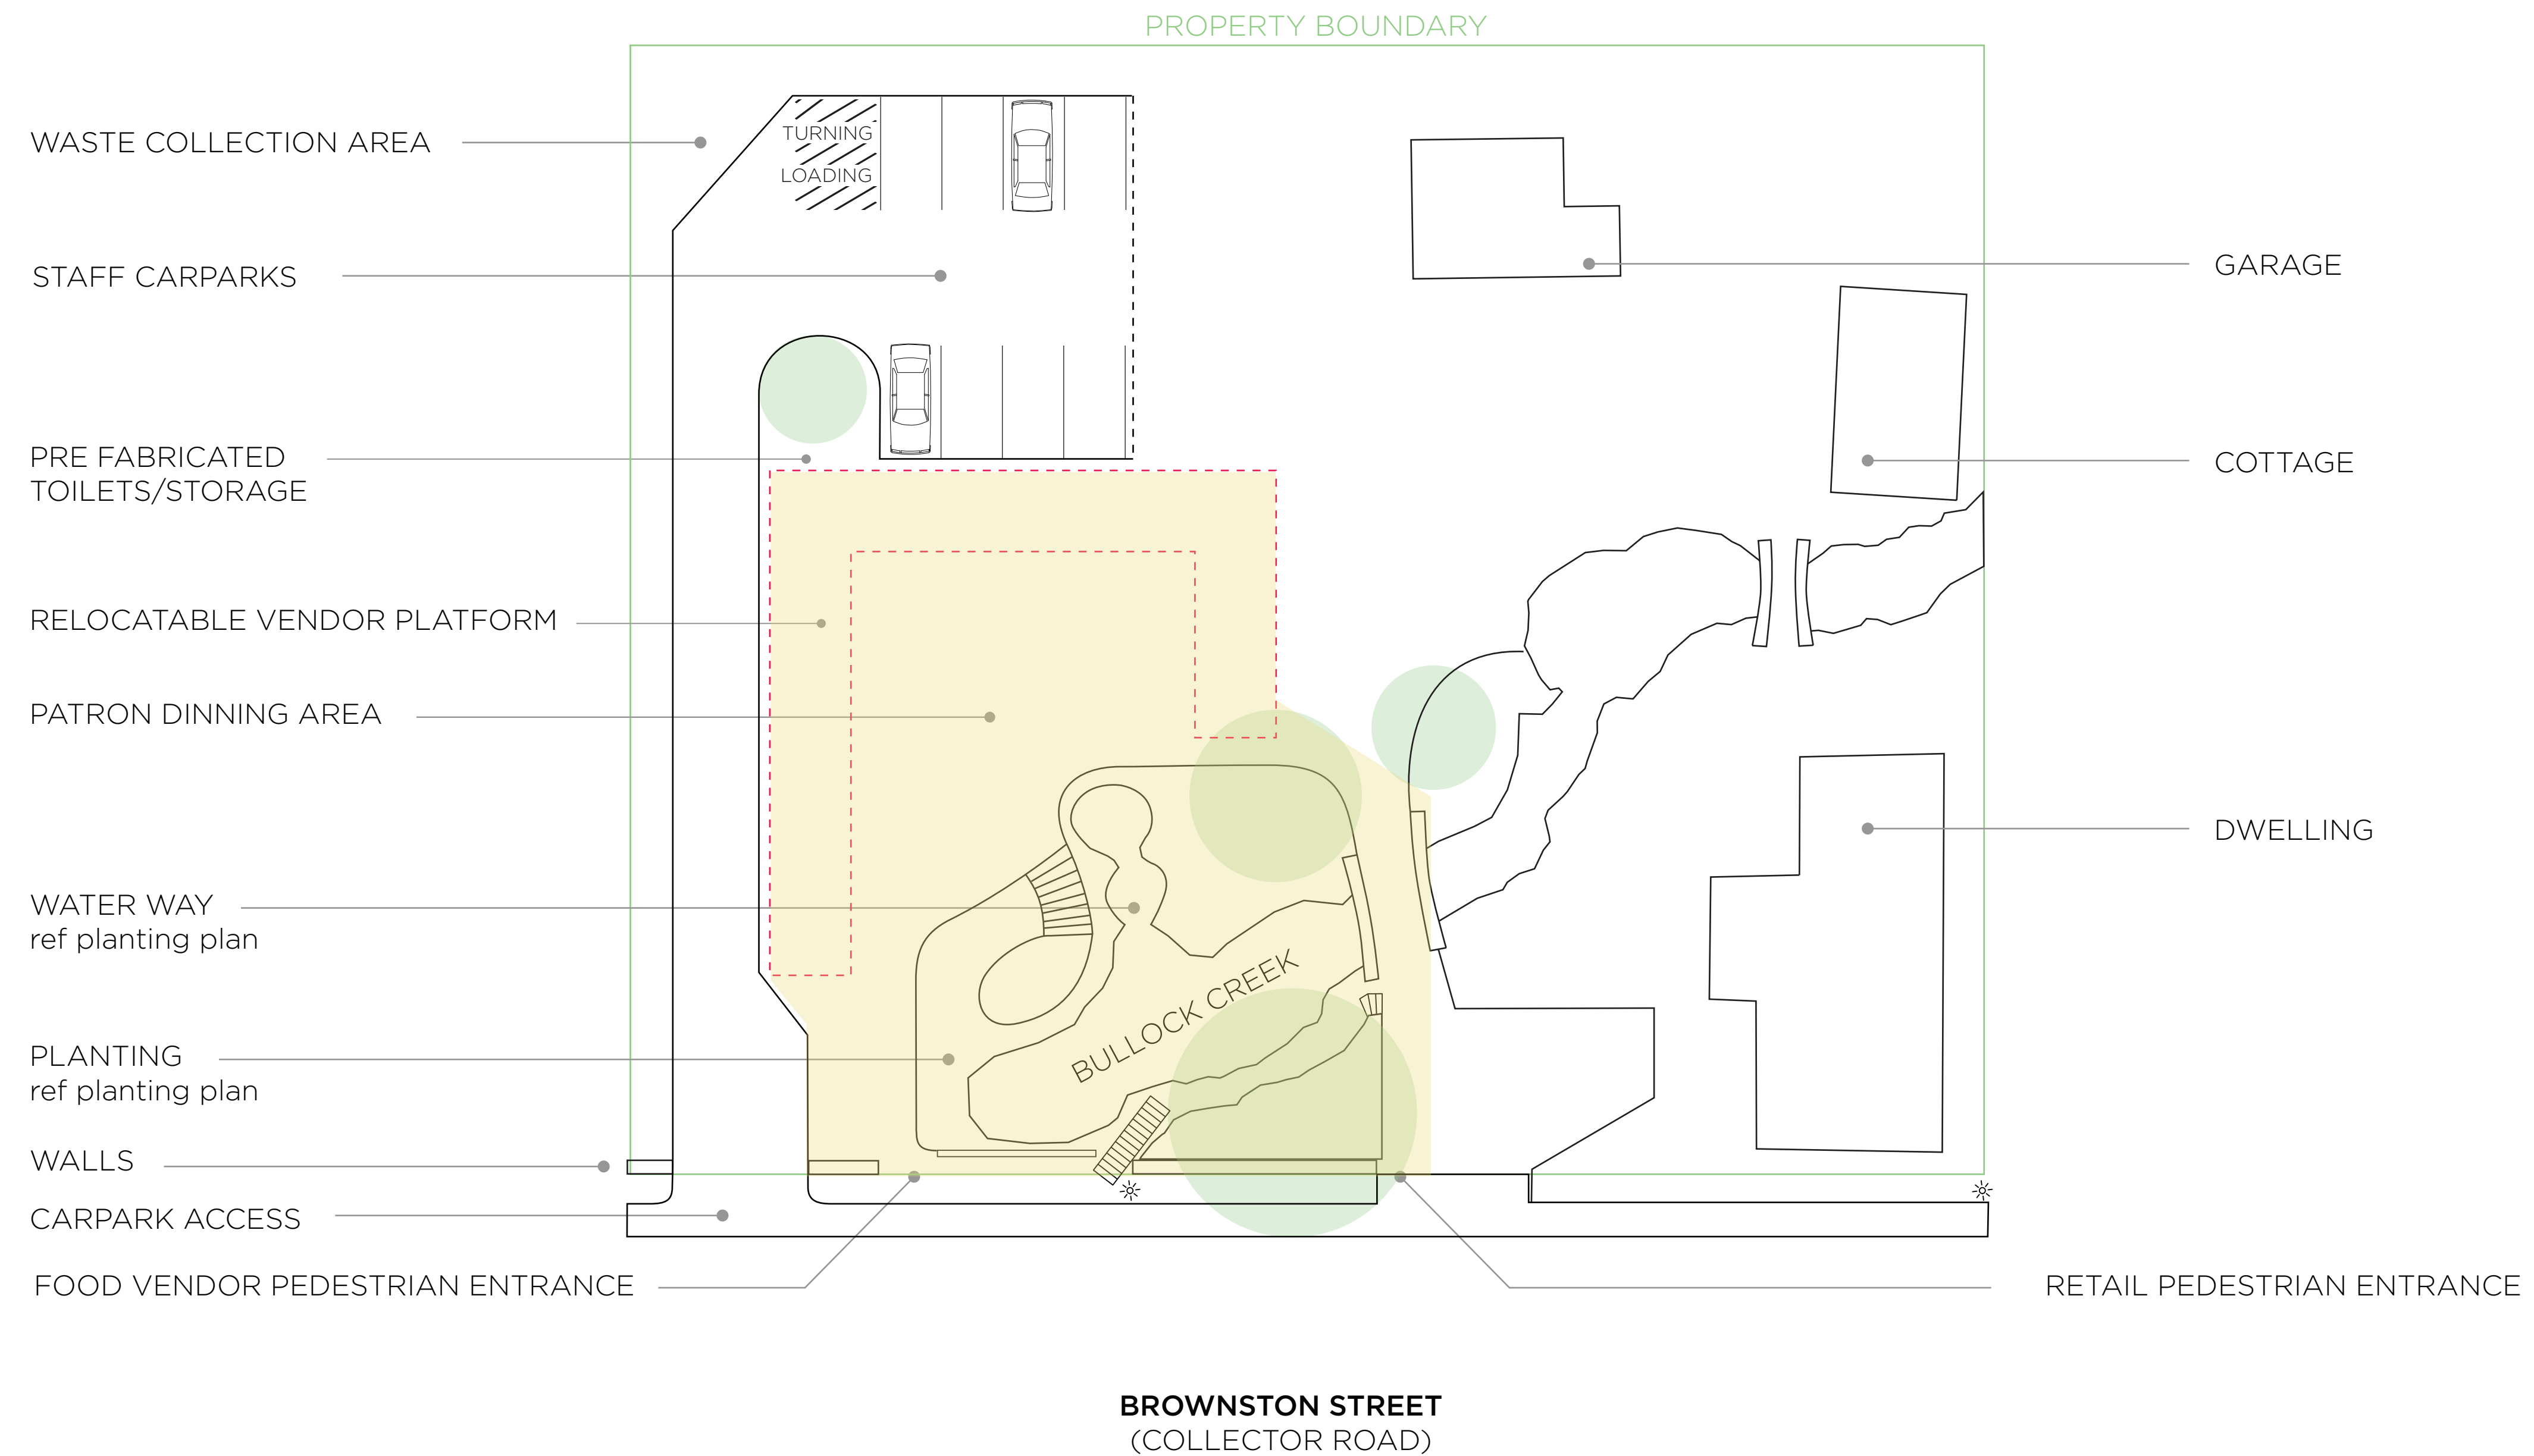 PROPERTY BOUNDARY
WASTE COLLECTION AREA
TURNING
LOADING
STAFF CARPARKS
GARAGE
PRE FABRICATED
TOILETS/STORAGE
COTTAGE
RELOCATABLE VENDOR PLATFORM
PATRON DINNING AREA
DWELLING
WATER WAY
ref planting plan
BULLOCK CREEK
PLANTING
ref planting plan
WALLS
CARPARK ACCESS
FOOD VENDOR PEDESTRIAN ENTRANCE
RETAIL PEDESTRIAN ENTRANCE
BROWNSTON STREET
(COLLECTOR ROAD)